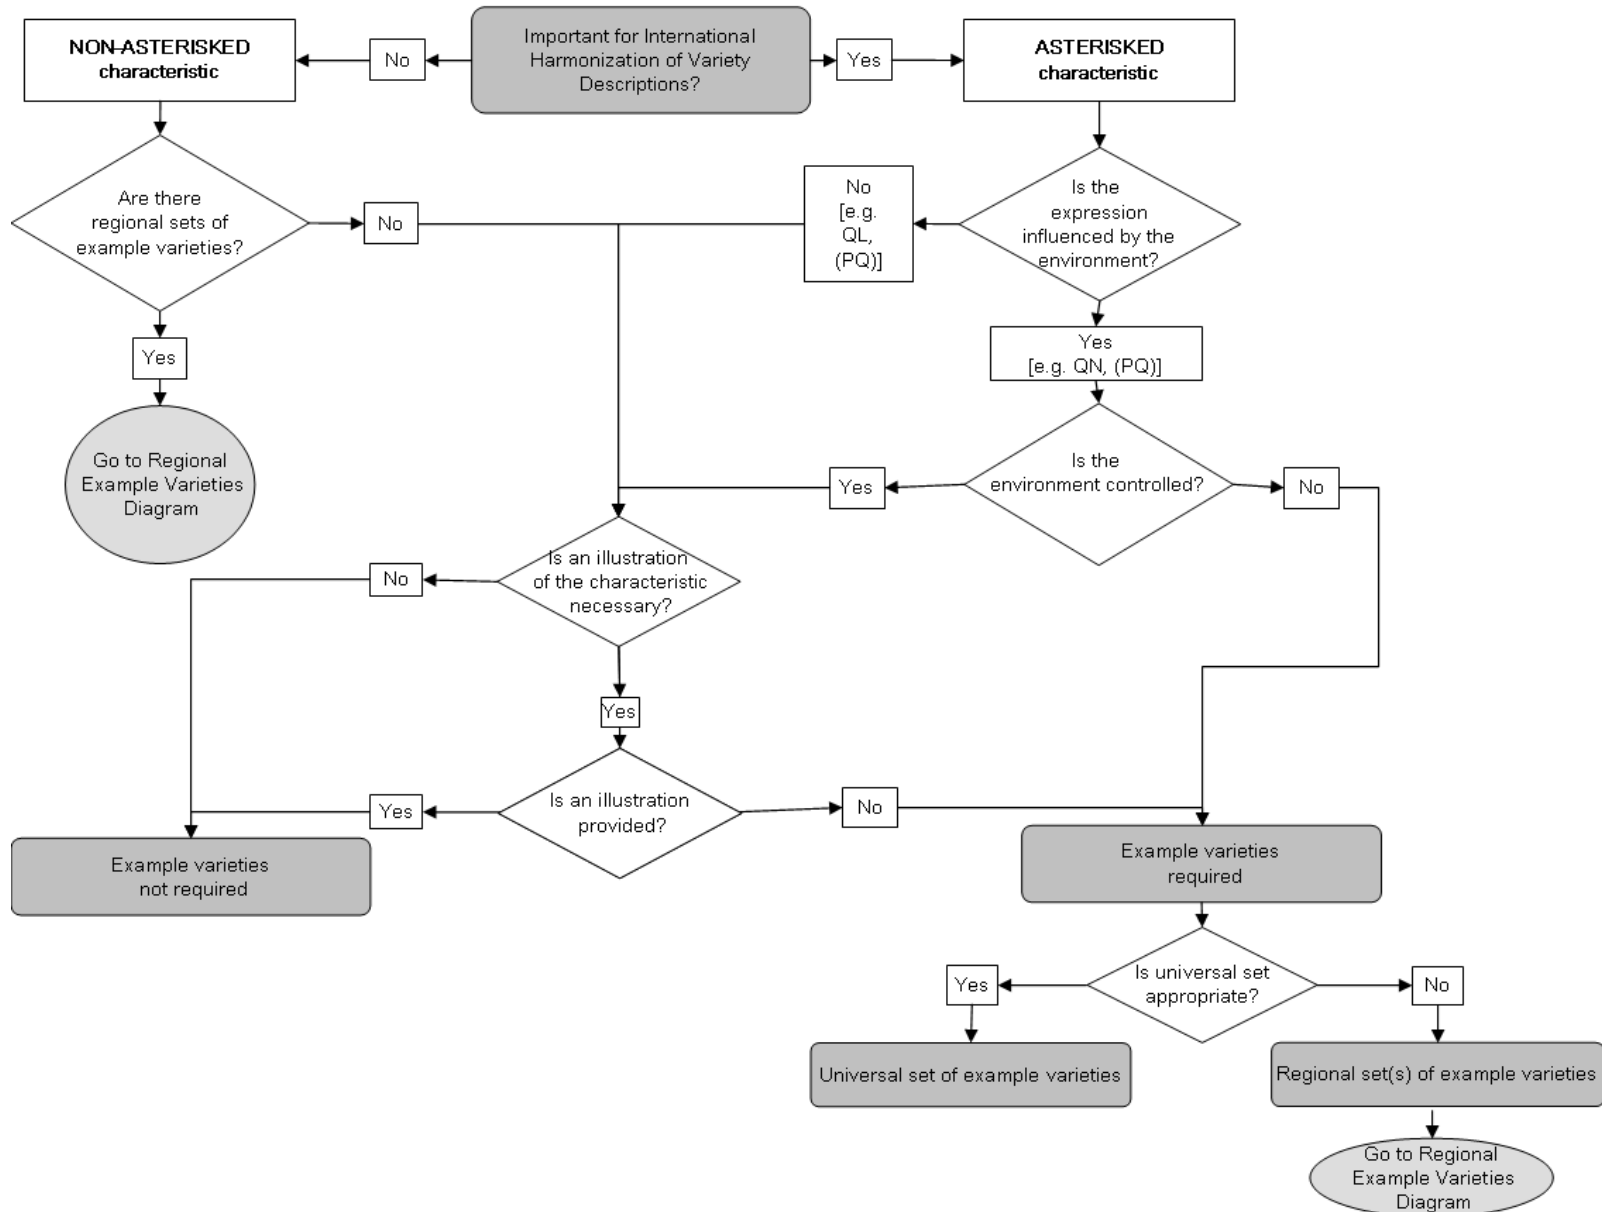 NON-ASTERISKED
characteristic
No
Important for International
Harmonization of Variety
Descriptions?
Yes
ASTERISKED
characteristic
Are there
regional sets of
example varieties?
No
No
[e.g.
QL,
(PQ)]
Is the
expression
influenced by the
environment?
Yes
Yes
[e.g. QN, (PQ)]
Go to Regional
Example Varieties
Diagram
Yes
Is the
environment controlled?
No
No
Is an illustration
of the characteristic
necessary?
Yes
Yes
Is an illustration
provided?
No
Example varieties
not required
Example varieties
required
Yes
Is universal set
appropriate?
No
Universal set of example varieties
Regional set(s) of example varieties
Go to Regional
Example Varieties
Diagram